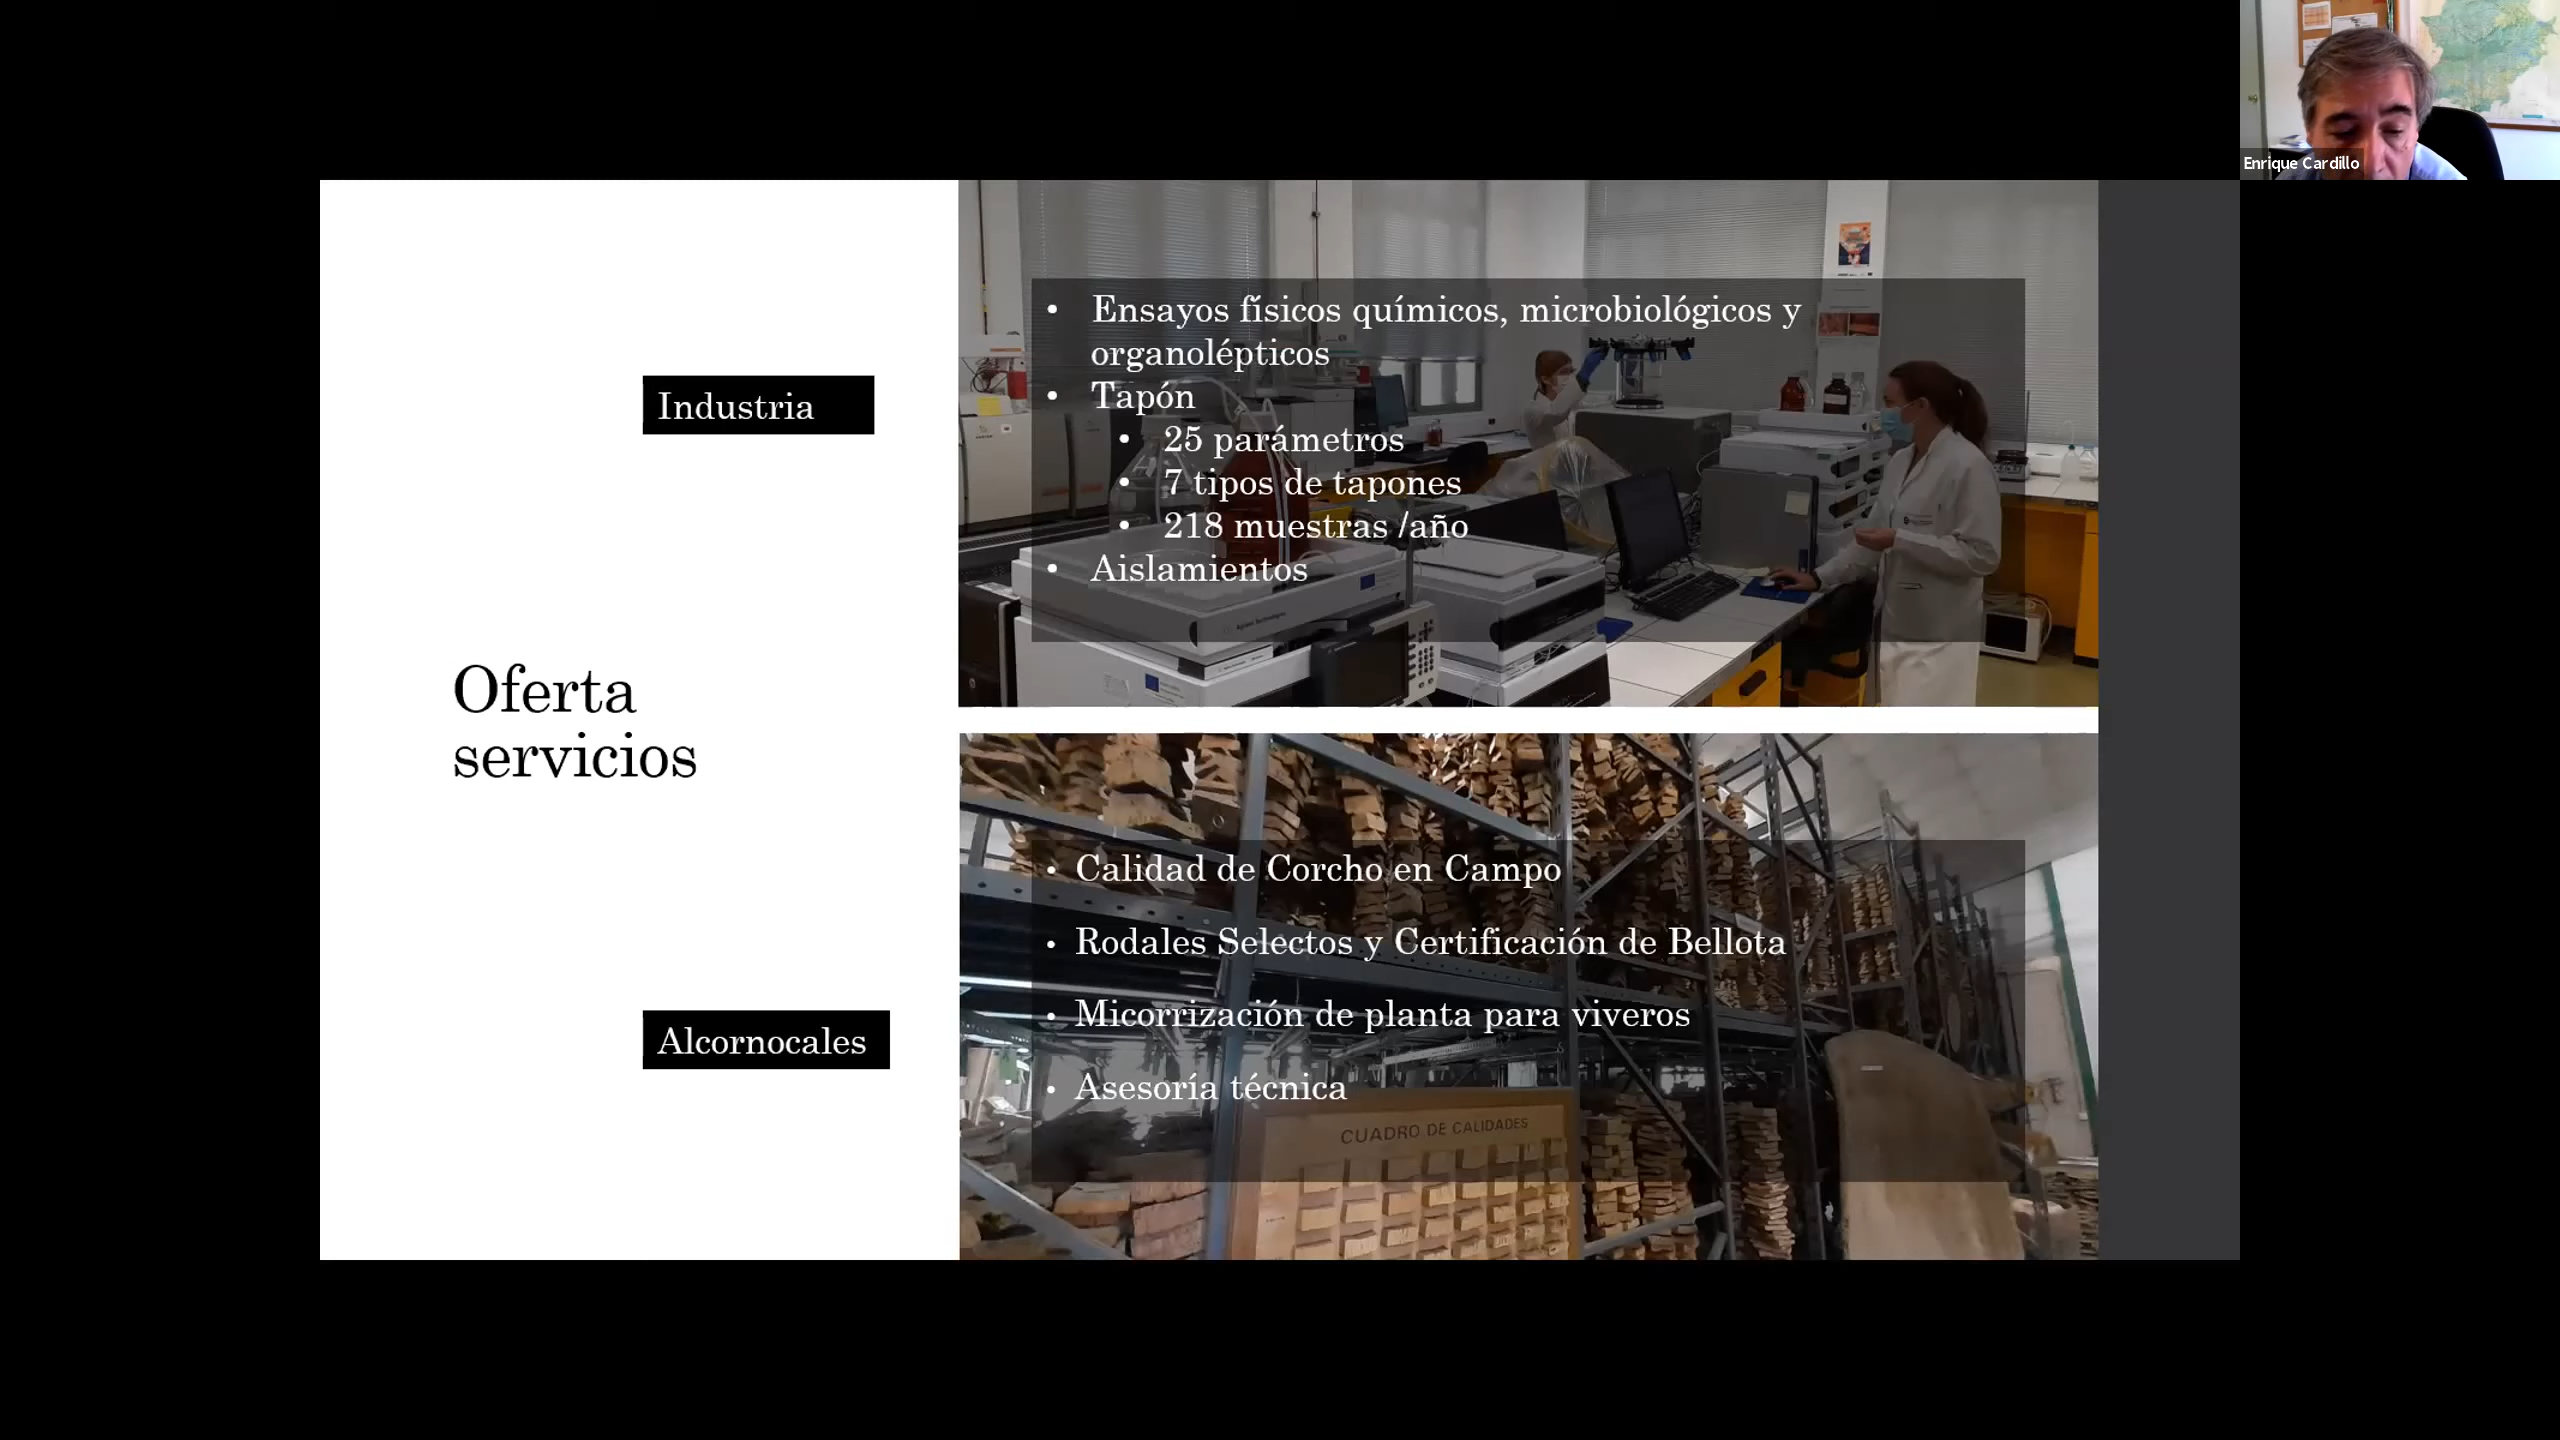 Enrique Cardillo
Oferta
servicios
Industria
• Ensayos físicos químicos, microbiológicos y
organolépticos
• Tapón
• 25 parámetros
• 7 tipos de tapones
• 218 muestras /año
• Aislamientos
Alcornocales
• Calidad de Corcho en Campo
• Rodales Selectos y Certificación de Bellota
• Micorrización de planta para viveros
• Asesoría técnica
CUADRO DE CALIDADES